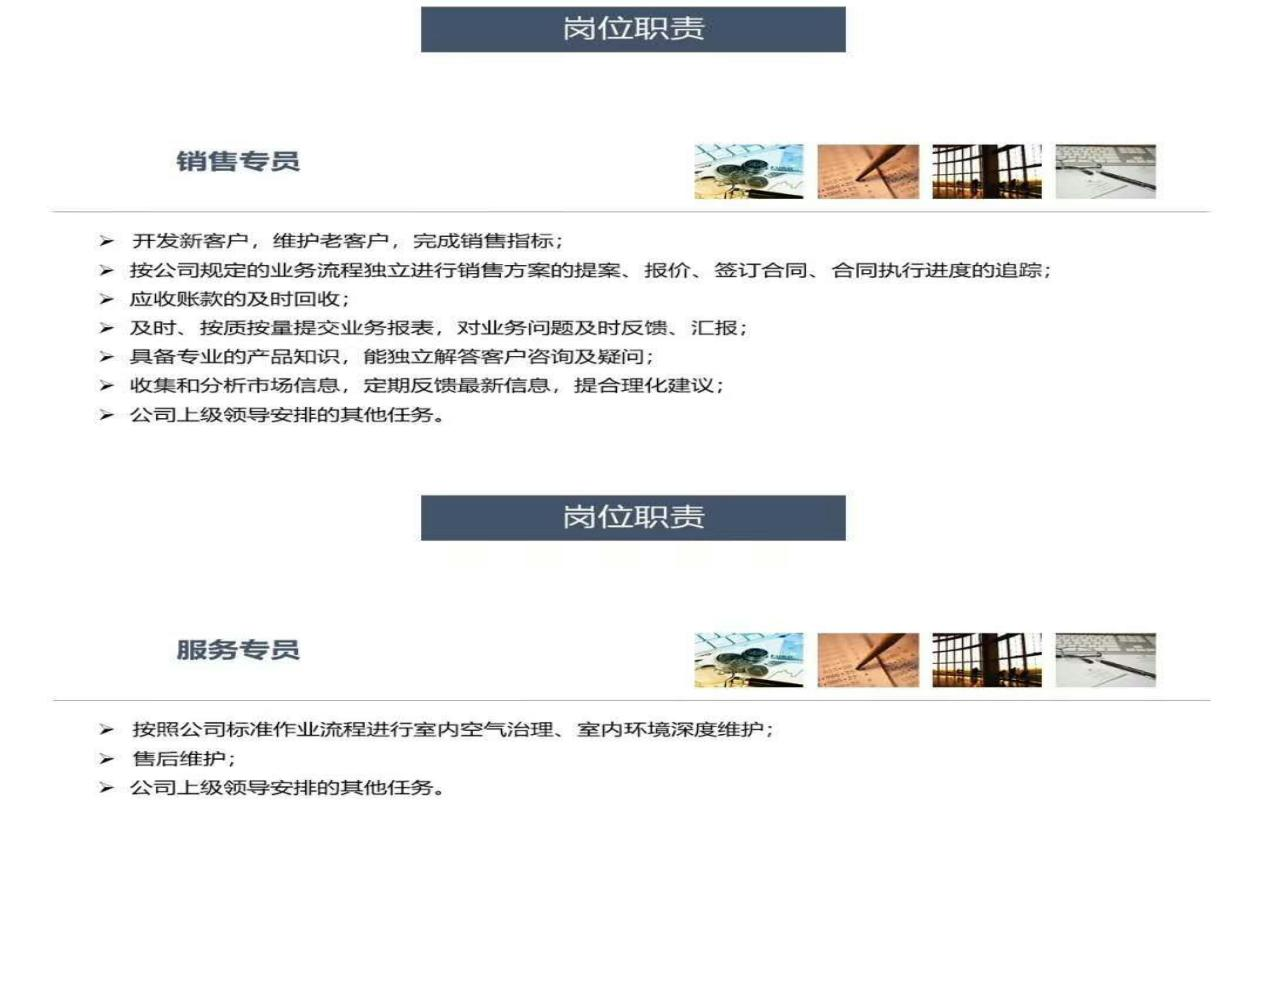 岗位职责
销售专员
➢ 开发新客户，维护老客户，完成销售指标；
➢ 按公司规定的业务流程独立进行销售方案的提案、报价、签订合同、合同执行进度的追踪；
➢ 应收账款的及时回收；
➢ 及时、按质按量提交业务报表，对业务问题及时反馈、汇报；
➢ 具备专业的产品知识，能独立解答客户咨询及疑问；
➢ 收集和分析市场信息，定期反馈最新信息，提合理化建议；
➢ 公司上级领导安排的其他任务。
岗位职责
服务专员
➢ 按照公司标准作业流程进行室内空气治理、室内环境深度维护；
➢ 售后维护；
➢ 公司上级领导安排的其他任务。